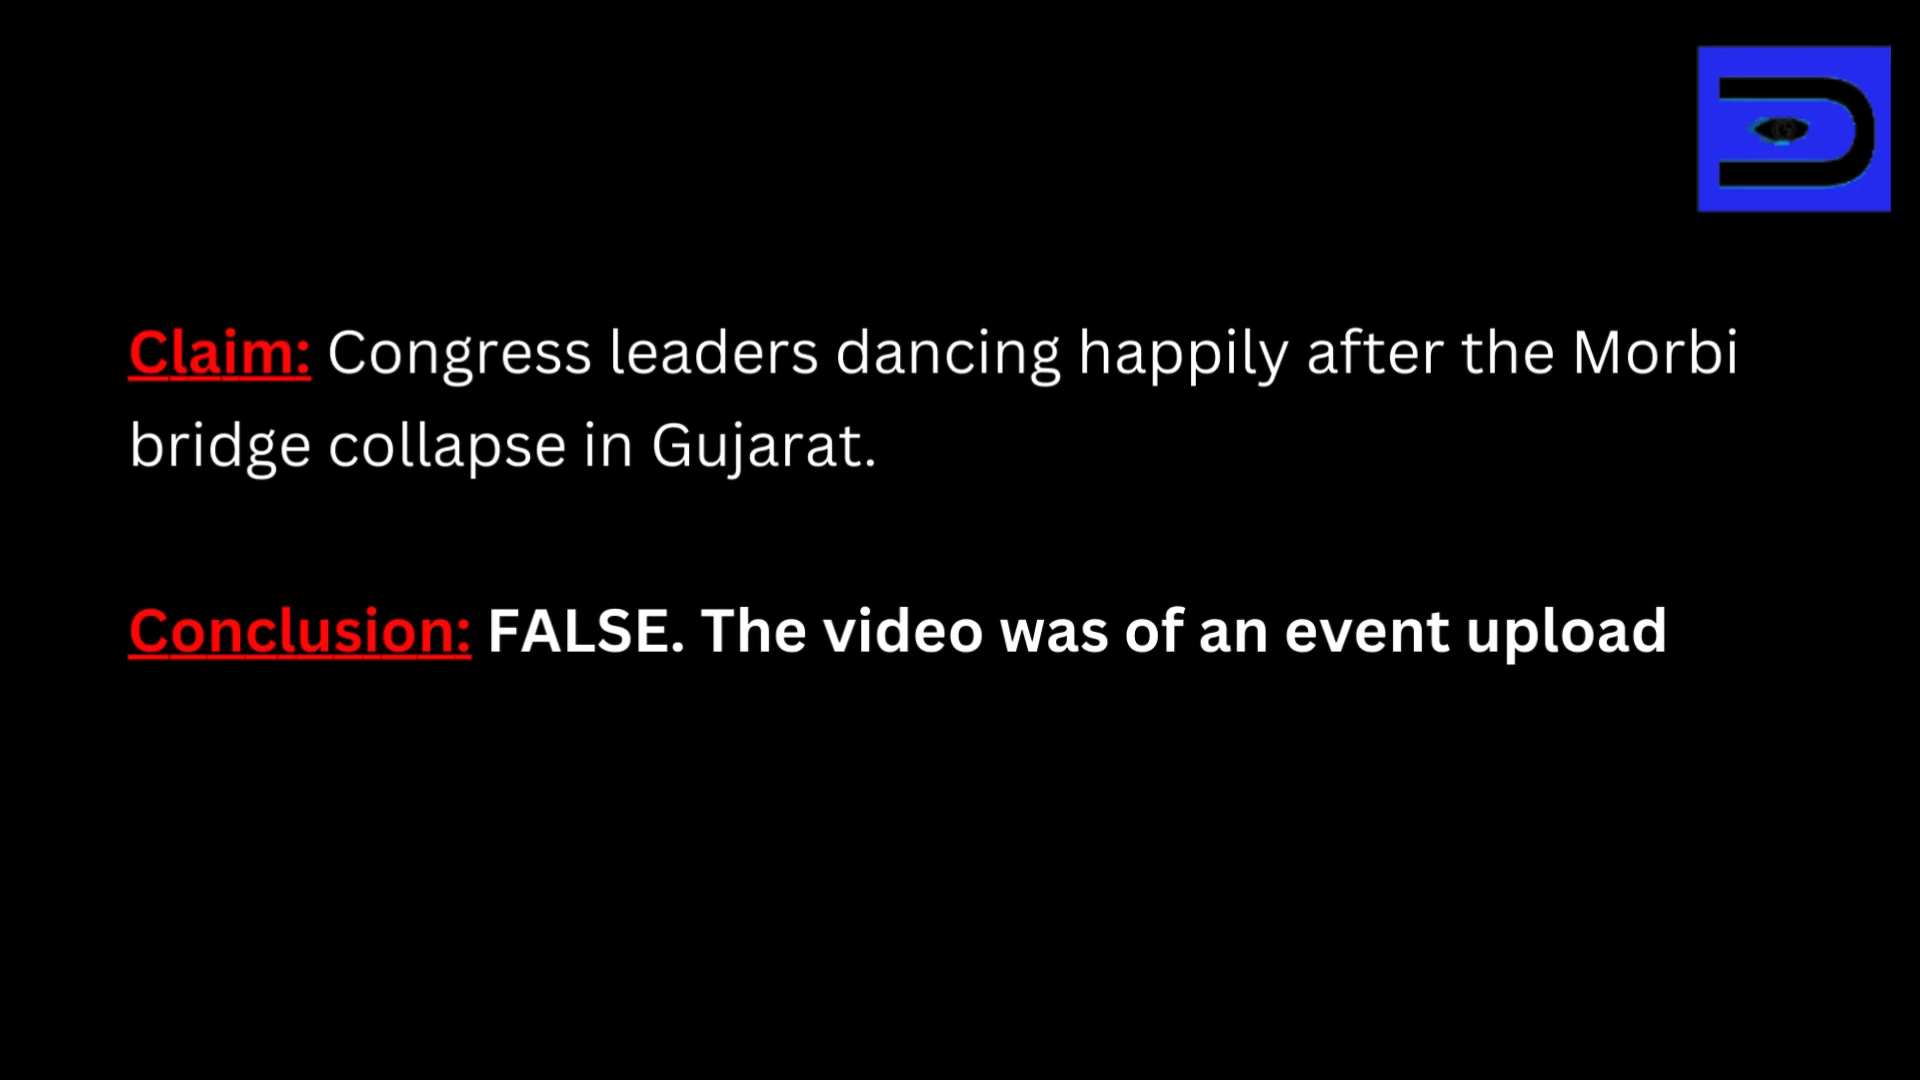 Claim: Congress leaders dancing happily after the Morbi
bridge collapse in Gujarat.
Conclusion: FALSE. The video was of an event upload